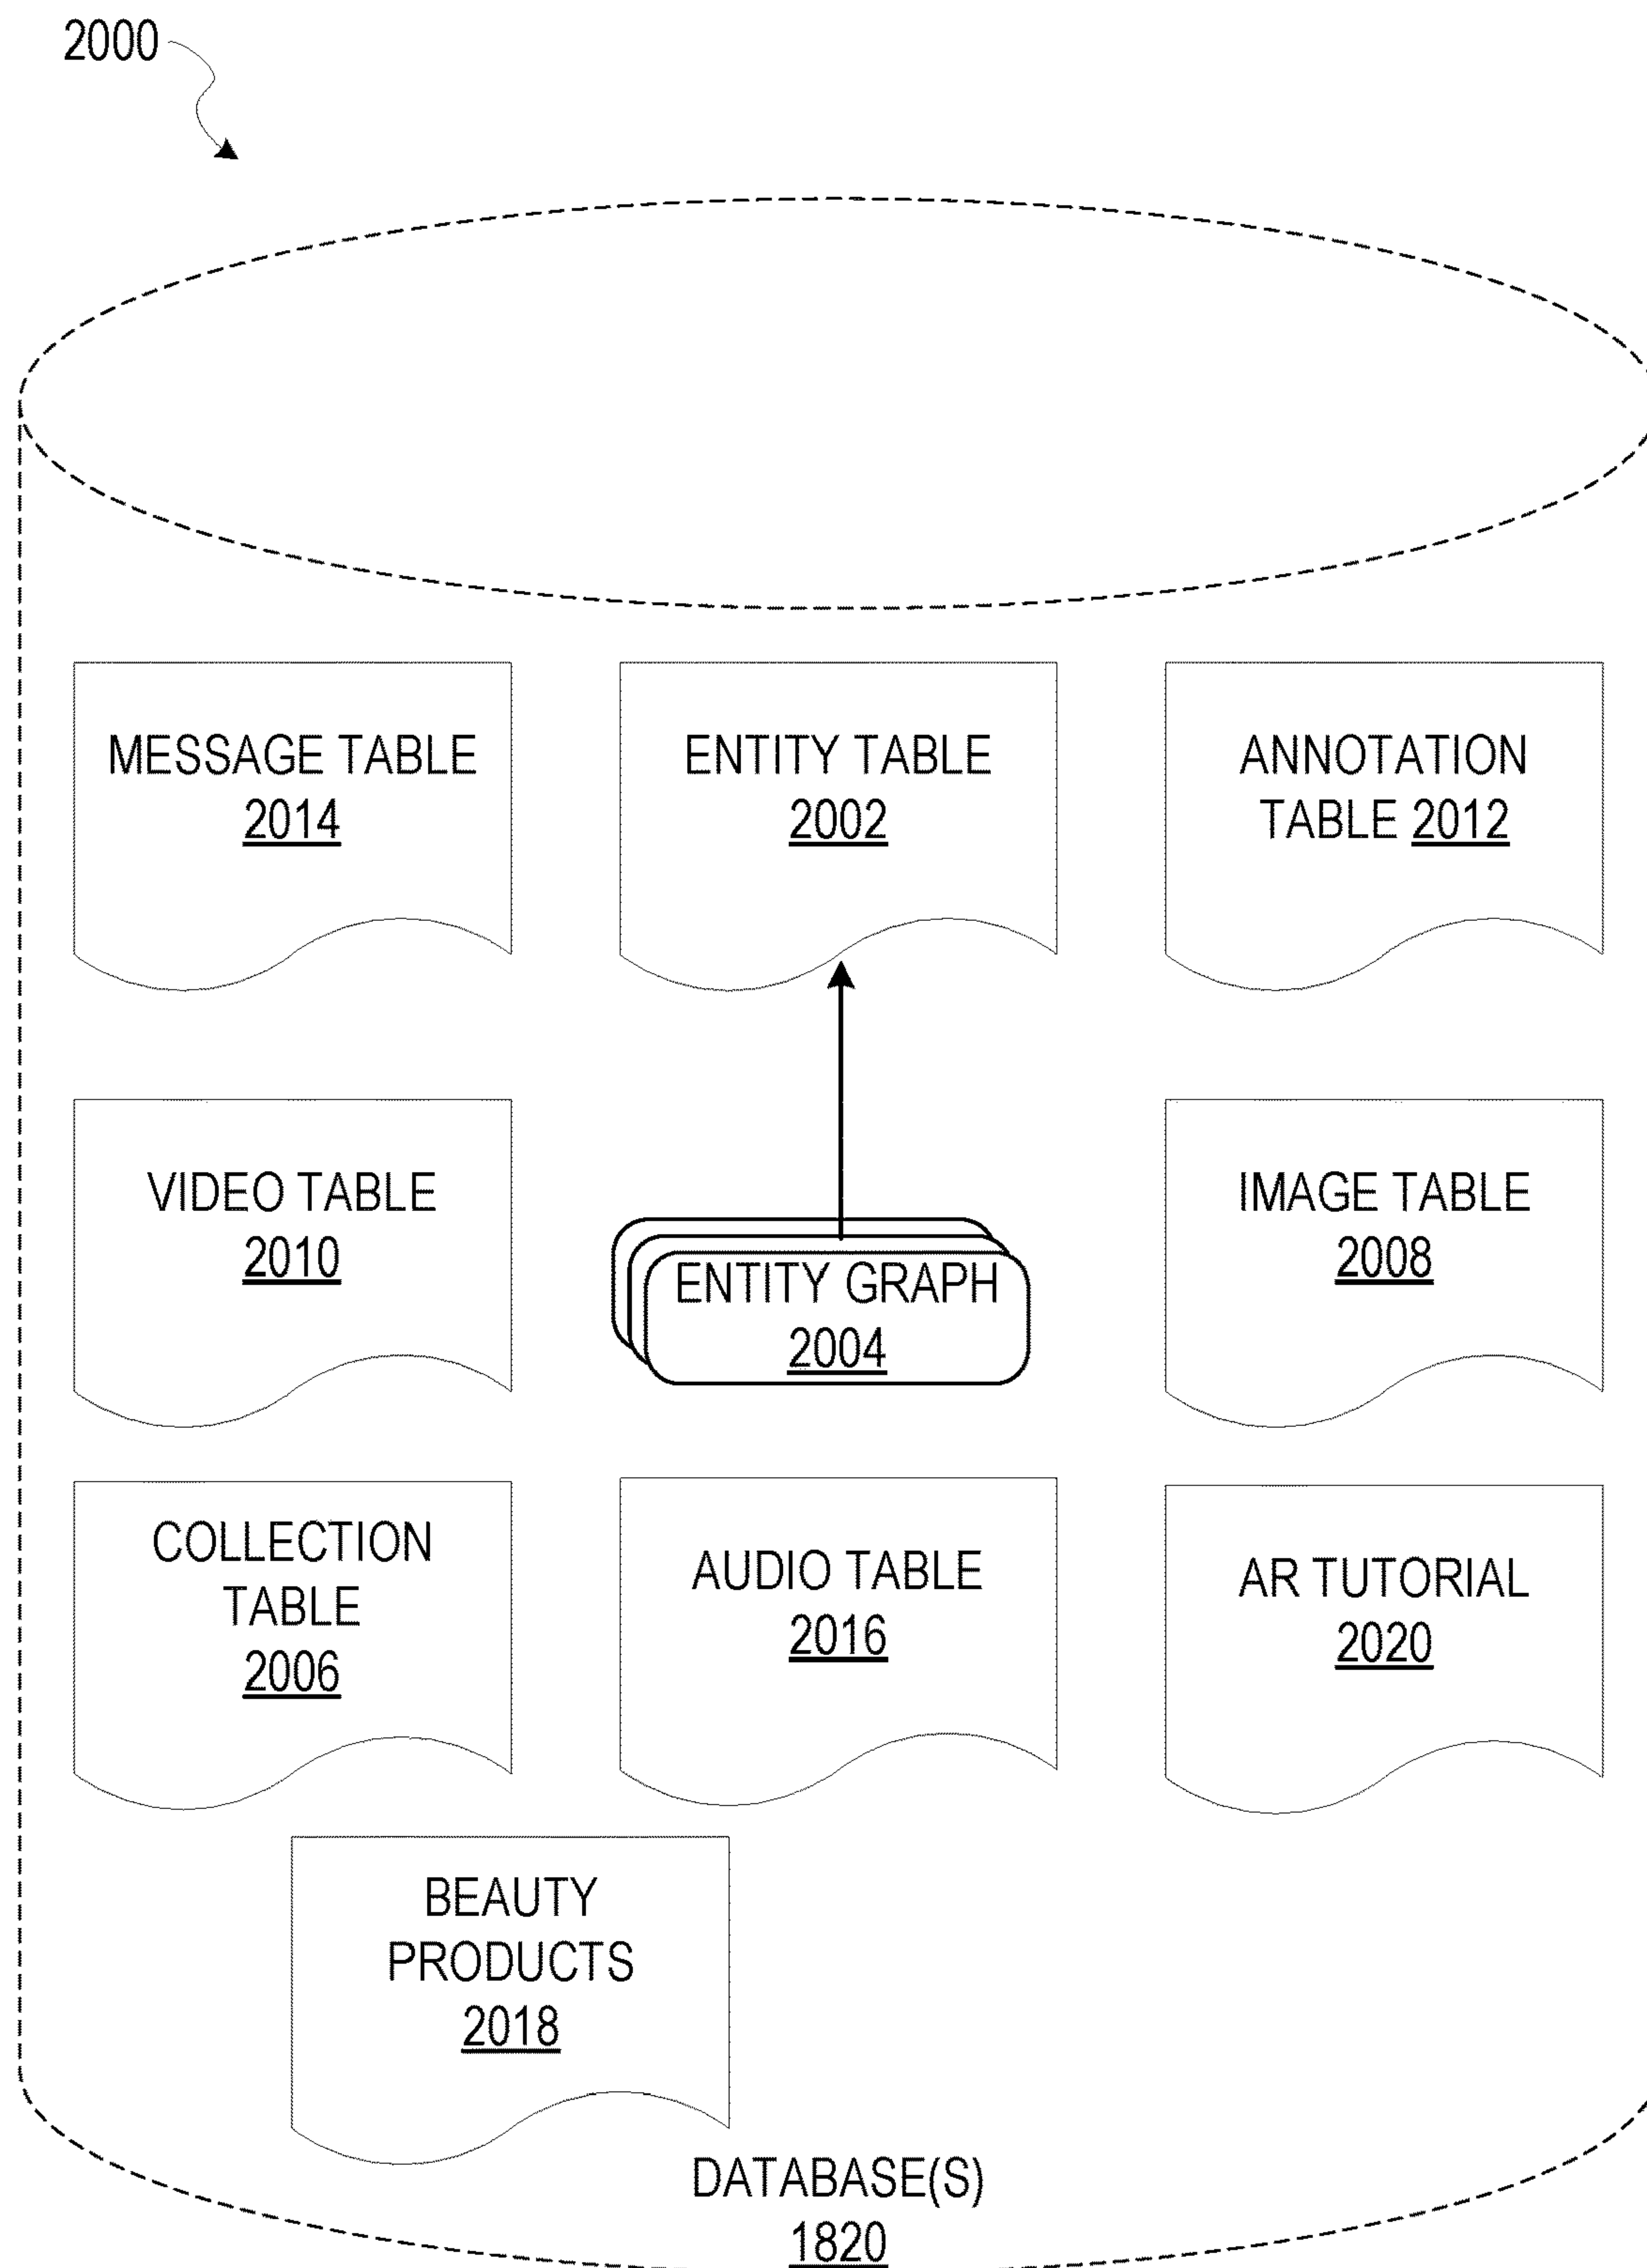 2000
MESSAGE TABLE
2014
ENTITY TABLE
2002
ANNOTATION
TABLE 2012
VIDEO TABLE
2010
ENTITY GRAPH
2004
IMAGE TABLE
2008
COLLECTION
TABLE
2006
AUDIO TABLE
2016
AR TUTORIAL
2020
BEAUTY
PRODUCTS
2018
DATABASE(S)
1820